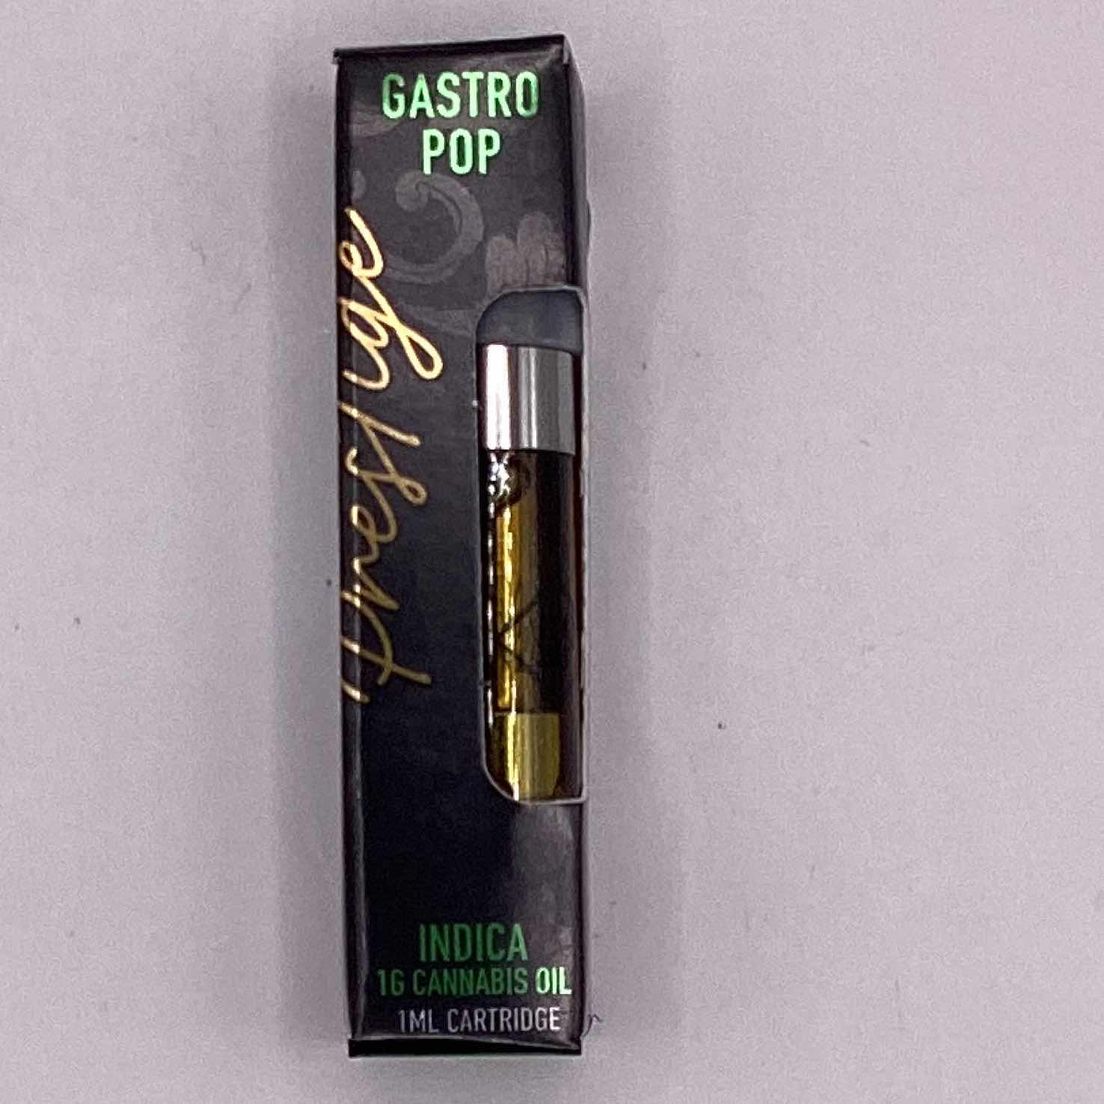 GASTRO
POP
Prestige
INDICA
1G CANNABIS OIL
1ML CARTRIDGE